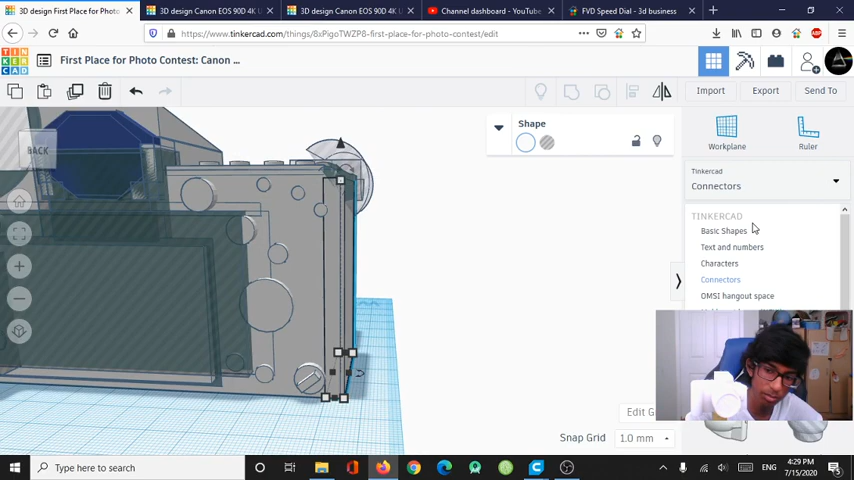 3D design First Place for Photo
3D design Canon EOS 90D 4K U
3D design Canon EOS 90D 4K U
Channel dashboard - YouTube
FVD Speed Dial - 3d business
https://www.tinkercad.com/things/8xPigoTWZP8-first-place-for-photo-contest/edit
ABP
TIN
KER
CAD
First Place for Photo Contest: Canon ...
Import
Export
Send To
BACK
Shape
Workplane
Ruler
Tinkercad
Connectors
TINKERCAD
Basic Shapes
Text and numbers
Characters
Connectors
OMSI hangout space
Edit G
Snap Grid
1.0 mm
Type here to search
ENG
4:29 PM
7/15/2020